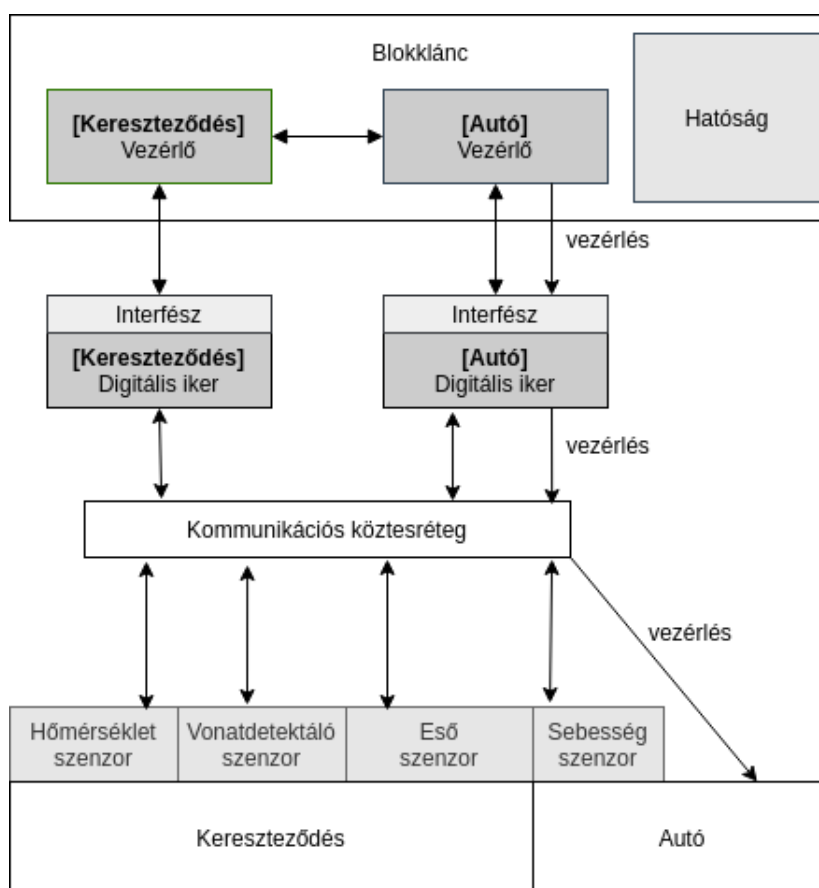 Blokklánc
[Kereszteződés]
Vezérlő
[Autó]
Vezérlő
Hatóság
vezérlés
Interfész
[Kereszteződés]
Digitális iker
Interfész
[Autó]
Digitális iker
vezérlés
Kommunikációs köztesréteg
vezérlés
Hőmérséklet
szenzor
Vonatdetektáló
szenzor
Eső
szenzor
Sebesség
szenzor
Kereszteződés
Autó